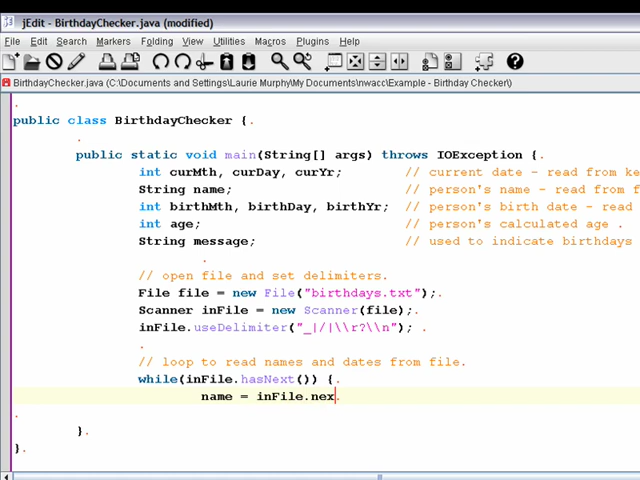 jEdit - BirthdayChecker.java (modified)
File Edit Search Markers Folding View Utilities Macros Plugins Help
BirthdayChecker.java (C:\Documents and Settings\Laurie Murphy\My Documents\nwacc\Example - Birthday Checker\)
.
public class BirthdayChecker {.
.
public static void main(String[] args) throws IOException {.
int curMth, curDay, curYr; // current date - read from ke
String name; // person's name - read from f
int birthMth, birthDay, birthYr; // person's birth date - read
int age; // person's calculated age .
String message; // used to indicate birthdays
.
// open file and set delimiters.
File file = new File("birthdays.txt");.
Scanner inFile = new Scanner(file);.
inFile.useDelimiter("_|/|\\r?\\n"); .
.
// loop to read names and dates from file.
while(inFile.hasNext()) {.
name = inFile.nex.
.
}.
}.